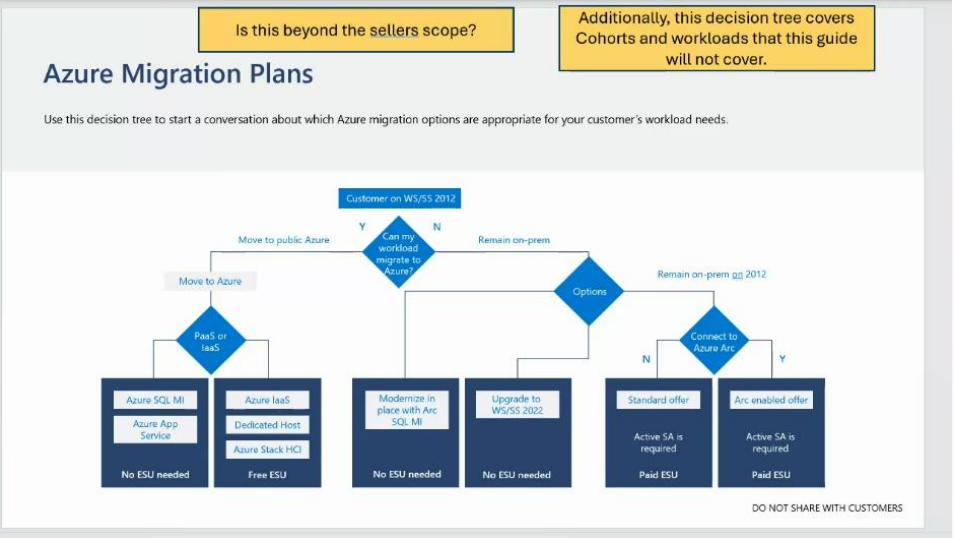 Is this beyond the sellers scope?
Additionally, this decision tree covers
Cohorts and workloads that this guide
will not cover.
Azure Migration Plans
Use this decision tree to start a conversation about which Azure migration options are appropriate for your customer's workload needs.
Customer on WS/SS 2012
Y
N
Can my
workload
migrate to
Azure?
Move to public Azure
Remain on-prem
Move to Azure
Options
Remain on-prem on 2012
PaaS or
IaaS
Connect to
Azure Arc
N
Y
Azure SQL MI
Azure App
Service
No ESU needed
Azure IaaS
Dedicated Host
Azure Stack HCI
Free ESU
Modernize in
place with Arc
SQL MI
No ESU needed
Upgrade to
WS/SS 2022
No ESU needed
Standard offer
Active SA is
required
Paid ESU
Arc enabled offer
Active SA is
required
Paid ESU
DO NOT SHARE WITH CUSTOMERS